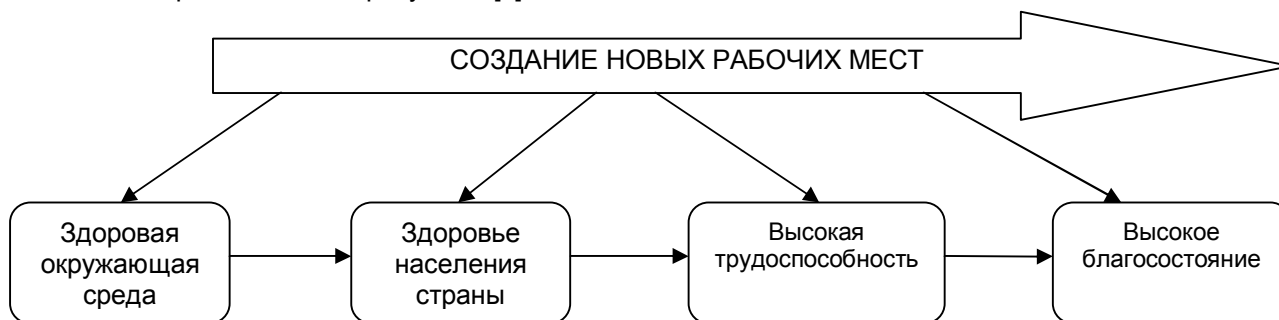 СОЗДАНИЕ НОВЫХ РАБОЧИХ МЕСТ
Здоровая
окружающая
среда
Здоровье
населения
страны
Высокая
трудоспособность
Высокое
благосостояние